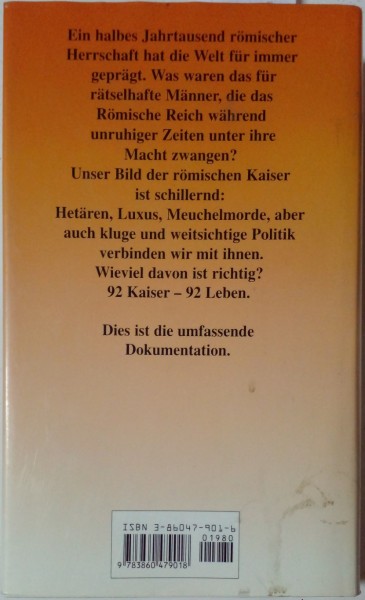 Ein halbes Jahrtausend römischer
Herrschaft hat die Welt für immer
geprägt. Was waren das für
rätselhafte Männer, die das
Römische Reich während
unruhiger Zeiten unter ihre
Macht zwangen?
Unser Bild der römischen Kaiser
ist schillernd:
Hetären, Luxus, Meuchelmorde, aber
auch kluge und weitsichtige Politik
verbinden wir mit ihnen.
Wieviel davon ist richtig?
92 Kaiser – 92 Leben.
Dies ist die umfassende
Dokumentation.
ISBN 3-86047-901-6
01980
9 783860 479018